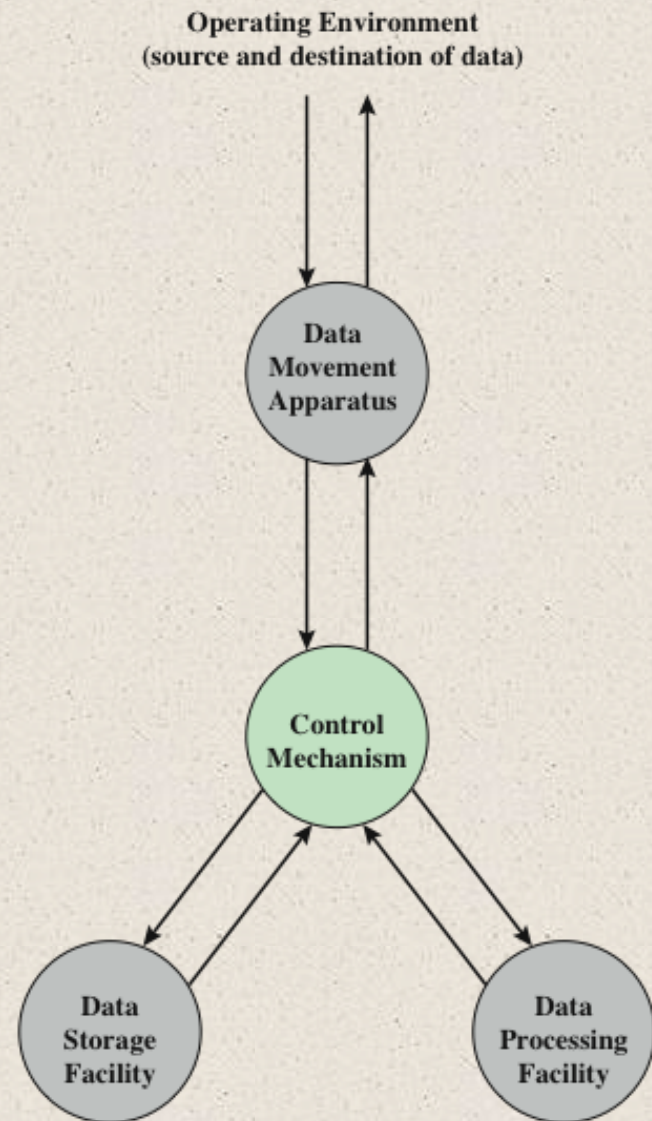 Operating Environment
(source and destination of data)
Data
Movement
Apparatus
Control
Mechanism
Data
Storage
Facility
Data
Processing
Facility